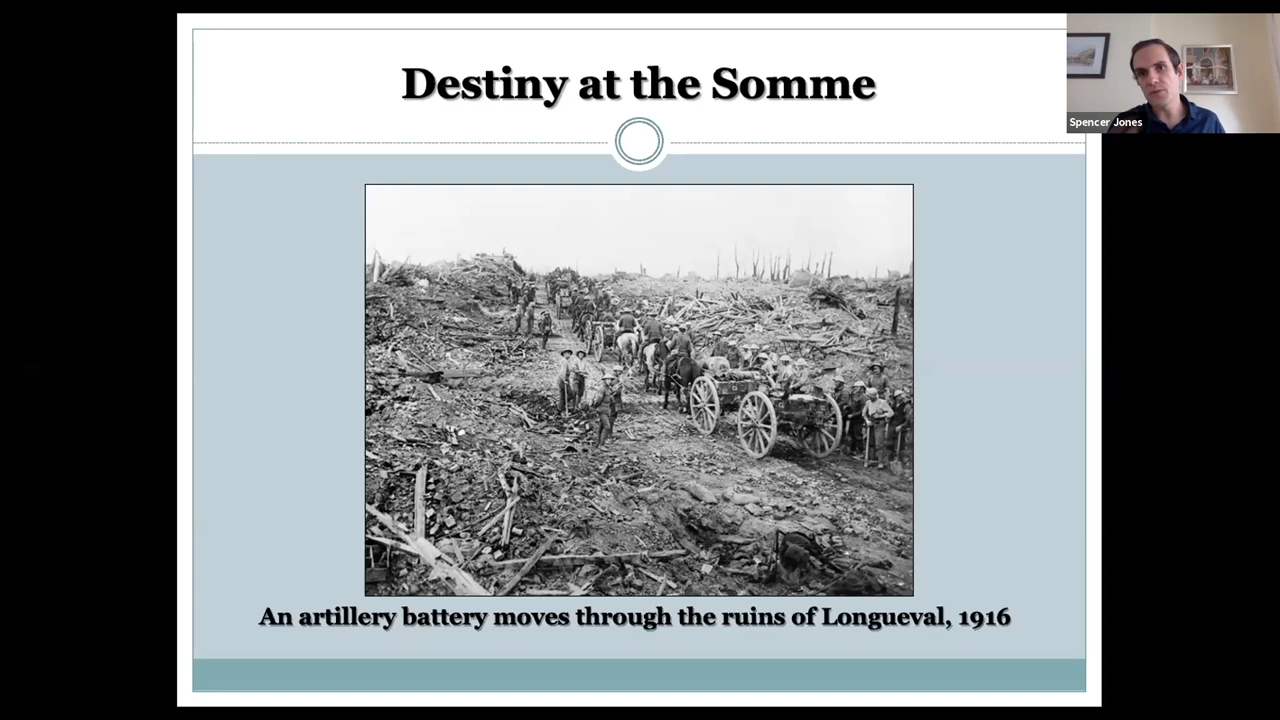 Destiny at the Somme
Spencer Jones
An artillery battery moves through the ruins of Longueval, 1916